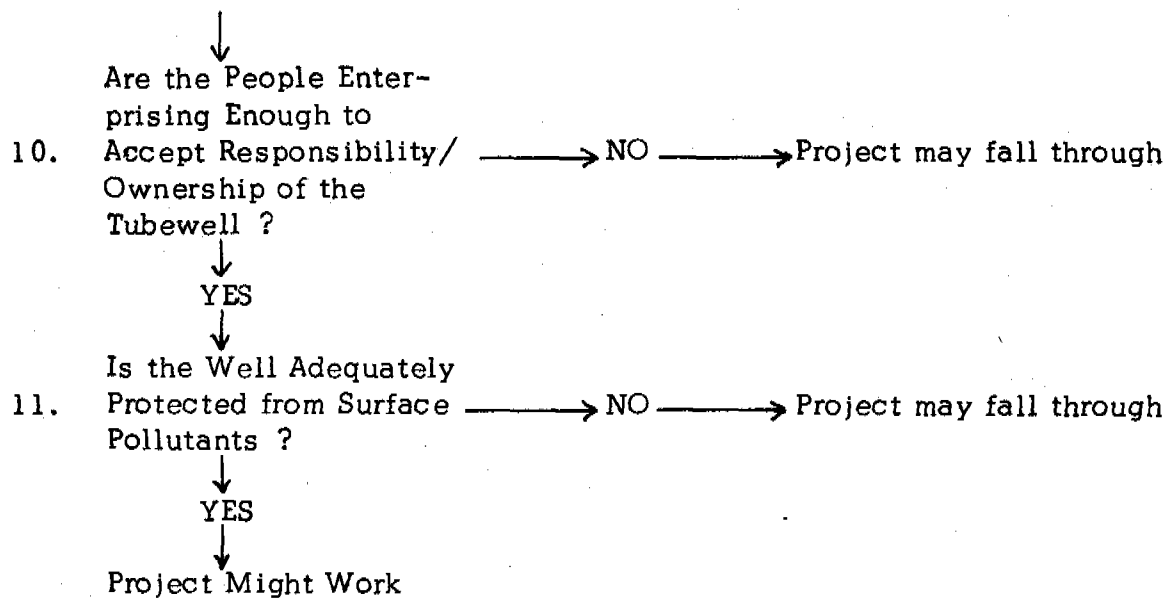 Are the People Enter-
prising Enough to
10. Accept Responsibility/ NO Project may fall through
Ownership of the
Tubewell ?
YES
Is the Well Adequately
11. Protected from Surface NO Project may fall through
Pollutants ?
YES
Project Might Work